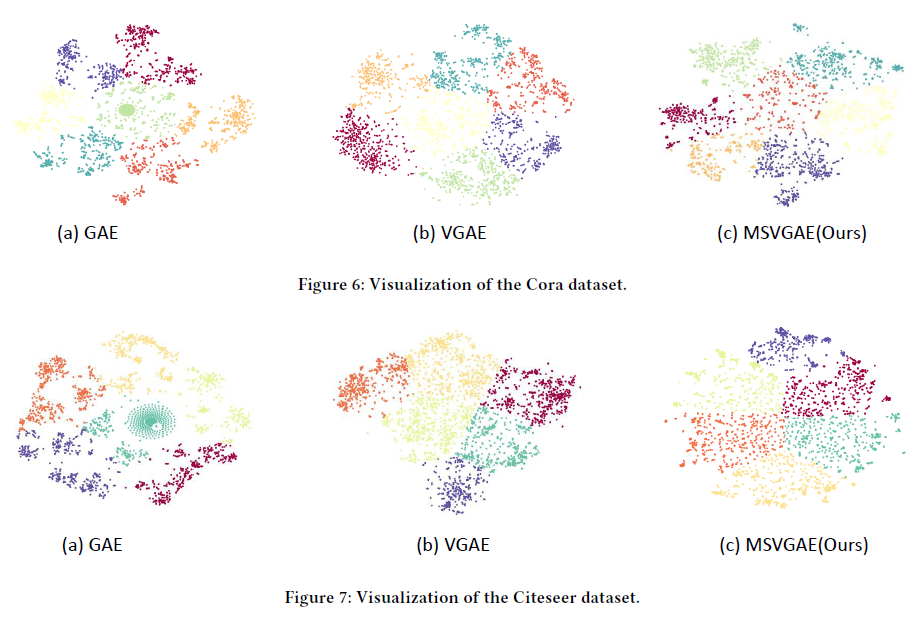 (a) GAE
(b) VGAE
(c) MSVGAE(Ours)
Figure 6: Visualization of the Cora dataset.
(a) GAE
(b) VGAE
(c) MSVGAE(Ours)
Figure 7: Visualization of the Citeseer dataset.